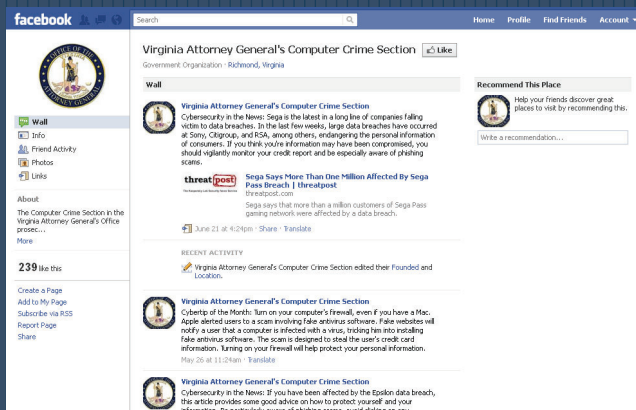 facebook
Search
Home Profile Find Friends Account
Virginia Attorney General's Computer Crime Section Like
Government Organization · Richmond, Virginia
OFFICE OF THE
ATTORNEY GENERAL
Wall
Info
Friend Activity
Photos
Links
About
The Computer Crime Section in the
Virginia Attorney General's Office
prosec...
More
239 like this
Create a Page
Add to My Page
Subscribe via RSS
Report Page
Share
Wall
Virginia Attorney General's Computer Crime Section
Cybersecurity in the News: Sega is the latest in a long line of companies falling
victim to data breaches. In the last few weeks, large data breaches have occurred
at Sony, Citigroup, and RSA, among others, endangering the personal information
of consumers. If you think you're information may have been compromised, you
should vigilantly monitor your credit report and be especially aware of phishing
scams.
threat post
Sega Says More Than One Million Affected By Sega
Pass Breach | threatpost
threatpost.com
Sega says that more than a million customers of Sega Pass
gaming network were affected by a data breach.
June 21 at 4:24pm · Share · Translate
RECENT ACTIVITY
Virginia Attorney General's Computer Crime Section edited their Founded and
Location.
Virginia Attorney General's Computer Crime Section
Cybertip of the Month: Turn on your computer's firewall, even if you have a Mac.
Apple alerted users to a scam involving fake antivirus software. Fake websites will
notify a user that a computer is infected with a virus, tricking him into installing
fake antivirus software. The scam is designed to steal the user's credit card
information. Turning on your firewall will help protect your personal information.
May 26 at 11:24am · Translate
Virginia Attorney General's Computer Crime Section
Cybersecurity in the News: If you have been affected by the Epsilon data breach,
this article provides some good advice on how to protect yourself and your
Recommend This Place
Help your friends discover great
places to visit by recommending this.
Write a recommendation...